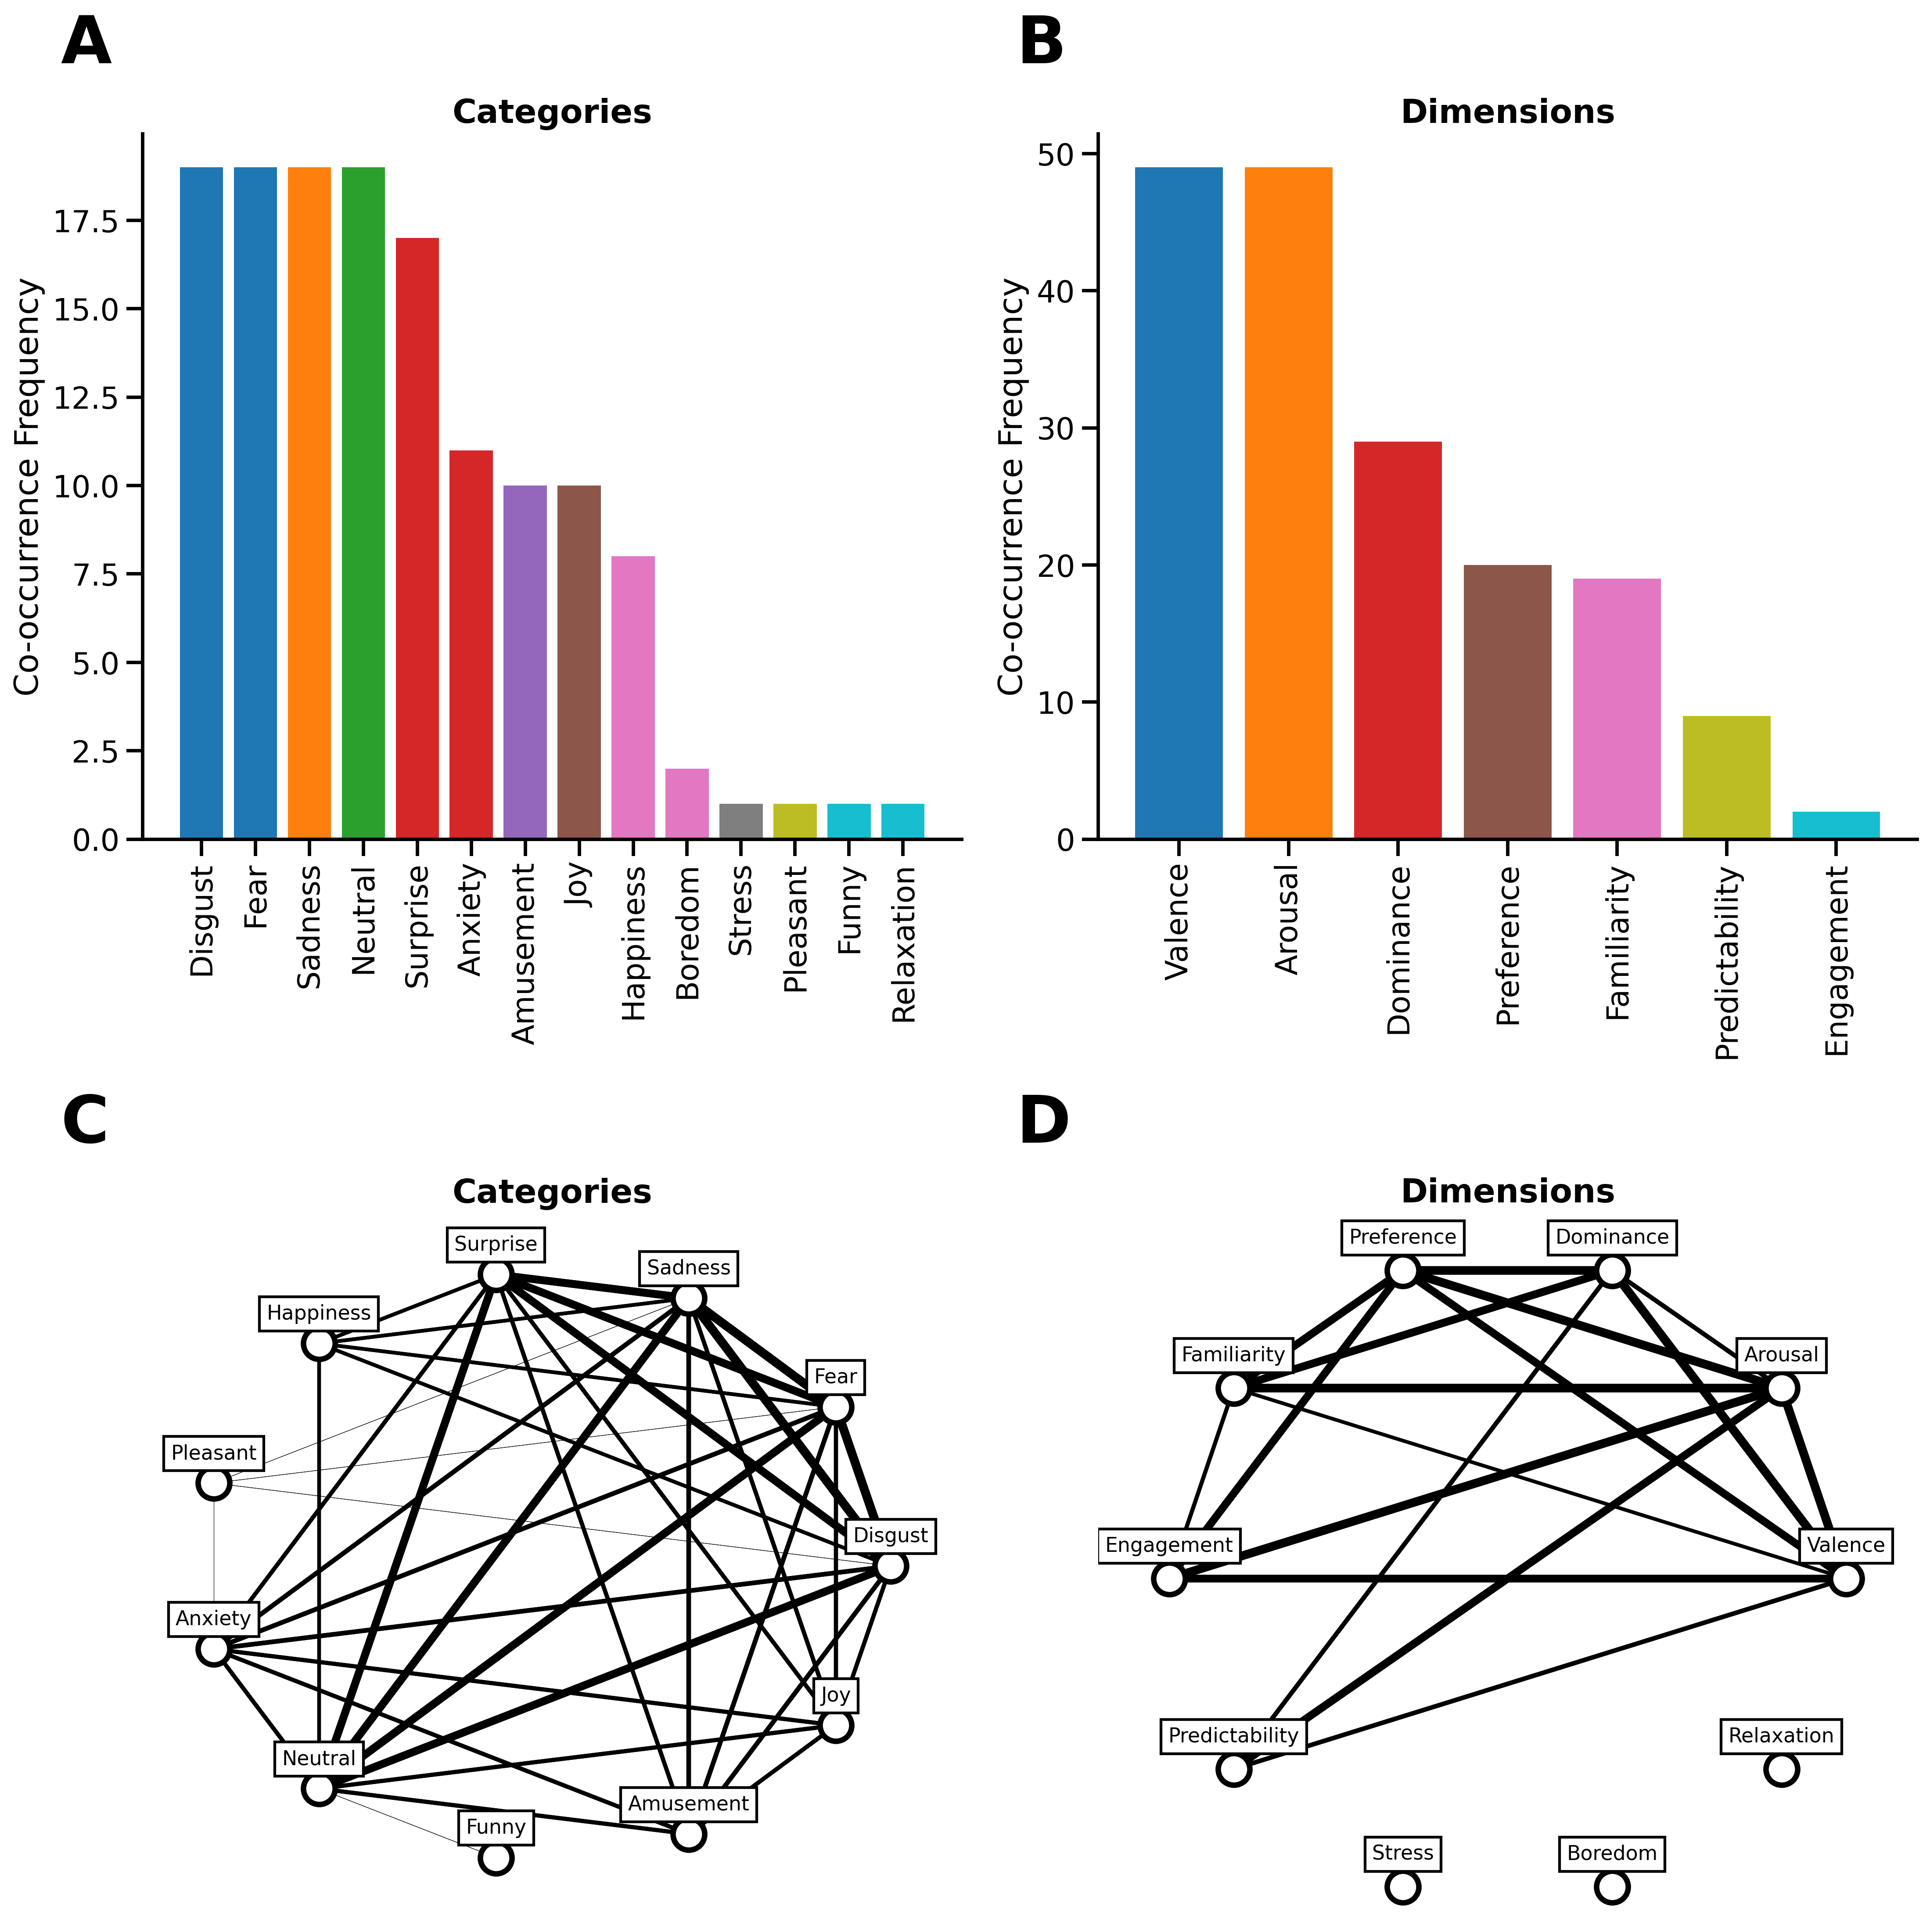 A
Categories
Co-occurrence Frequency
17.5
15.0
12.5
10.0
7.5
5.0
2.5
0.0
Disgust
Fear
Sadness
Neutral
Surprise
Anxiety
Amusement
Joy
Happiness
Boredom
Stress
Pleasant
Funny
Relaxation
B
Dimensions
Co-occurrence Frequency
50
40
30
20
10
0
Valence
Arousal
Dominance
Preference
Familiarity
Predictability
Engagement
C
Categories
Surprise
Sadness
Happiness
Fear
Pleasant
Disgust
Anxiety
Joy
Neutral
Amusement
Funny
D
Dimensions
Preference
Dominance
Familiarity
Arousal
Engagement
Valence
Predictability
Relaxation
Stress
Boredom